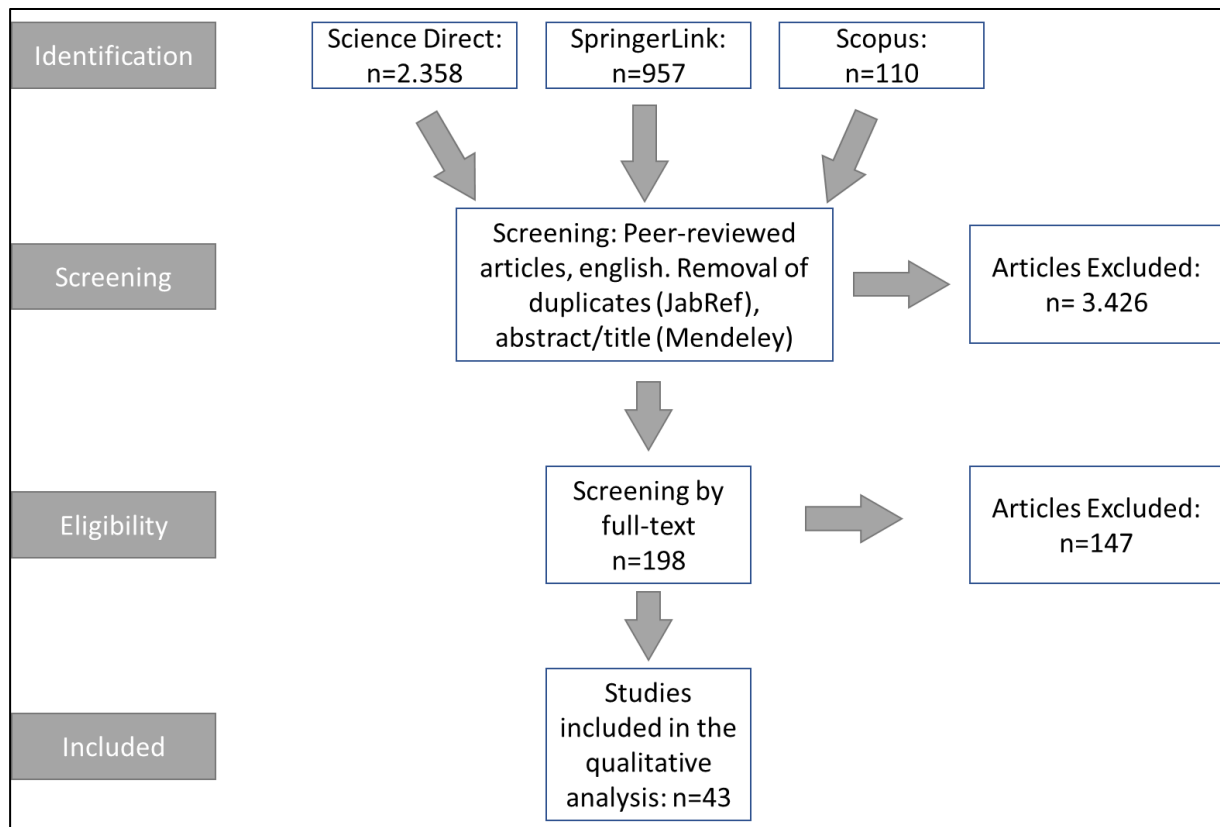 Identification
Science Direct:
n=2.358
SpringerLink:
n=957
Scopus:
n=110
Screening
Screening: Peer-reviewed
articles, english. Removal of
duplicates (JabRef),
abstract/title (Mendeley)
Articles Excluded:
n= 3.426
Eligibility
Screening by
full-text
n=198
Articles Excluded:
n=147
Included
Studies
included in the
qualitative
analysis: n=43